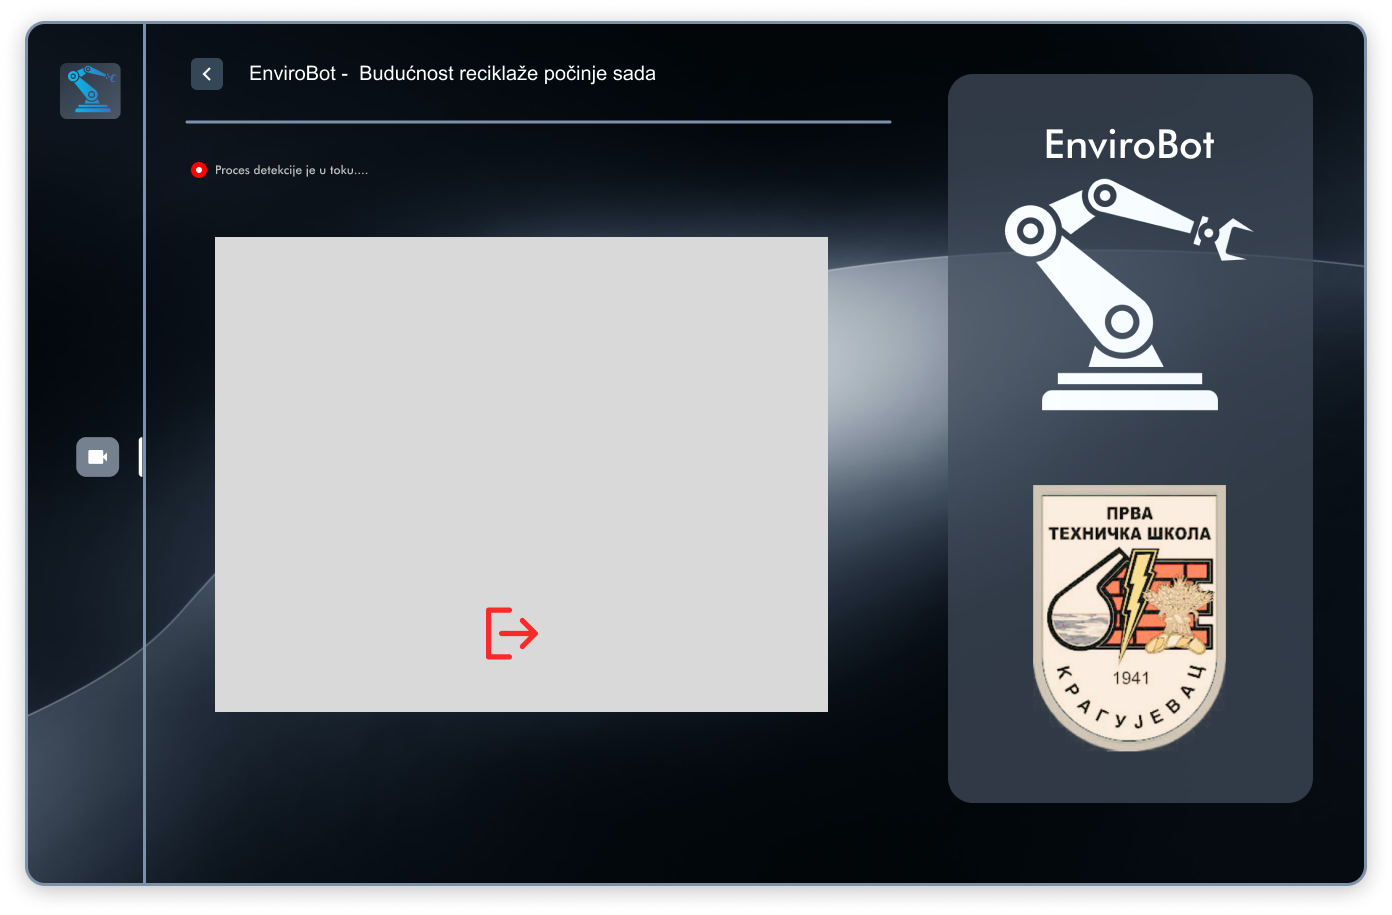 EnviroBot -  Budućnost reciklaže počinje sada
Proces detekcije je u toku....
EnviroBot
ПРВА
ТЕХНИЧКА ШКОЛА
1941
КРАГУЈЕВАЦ